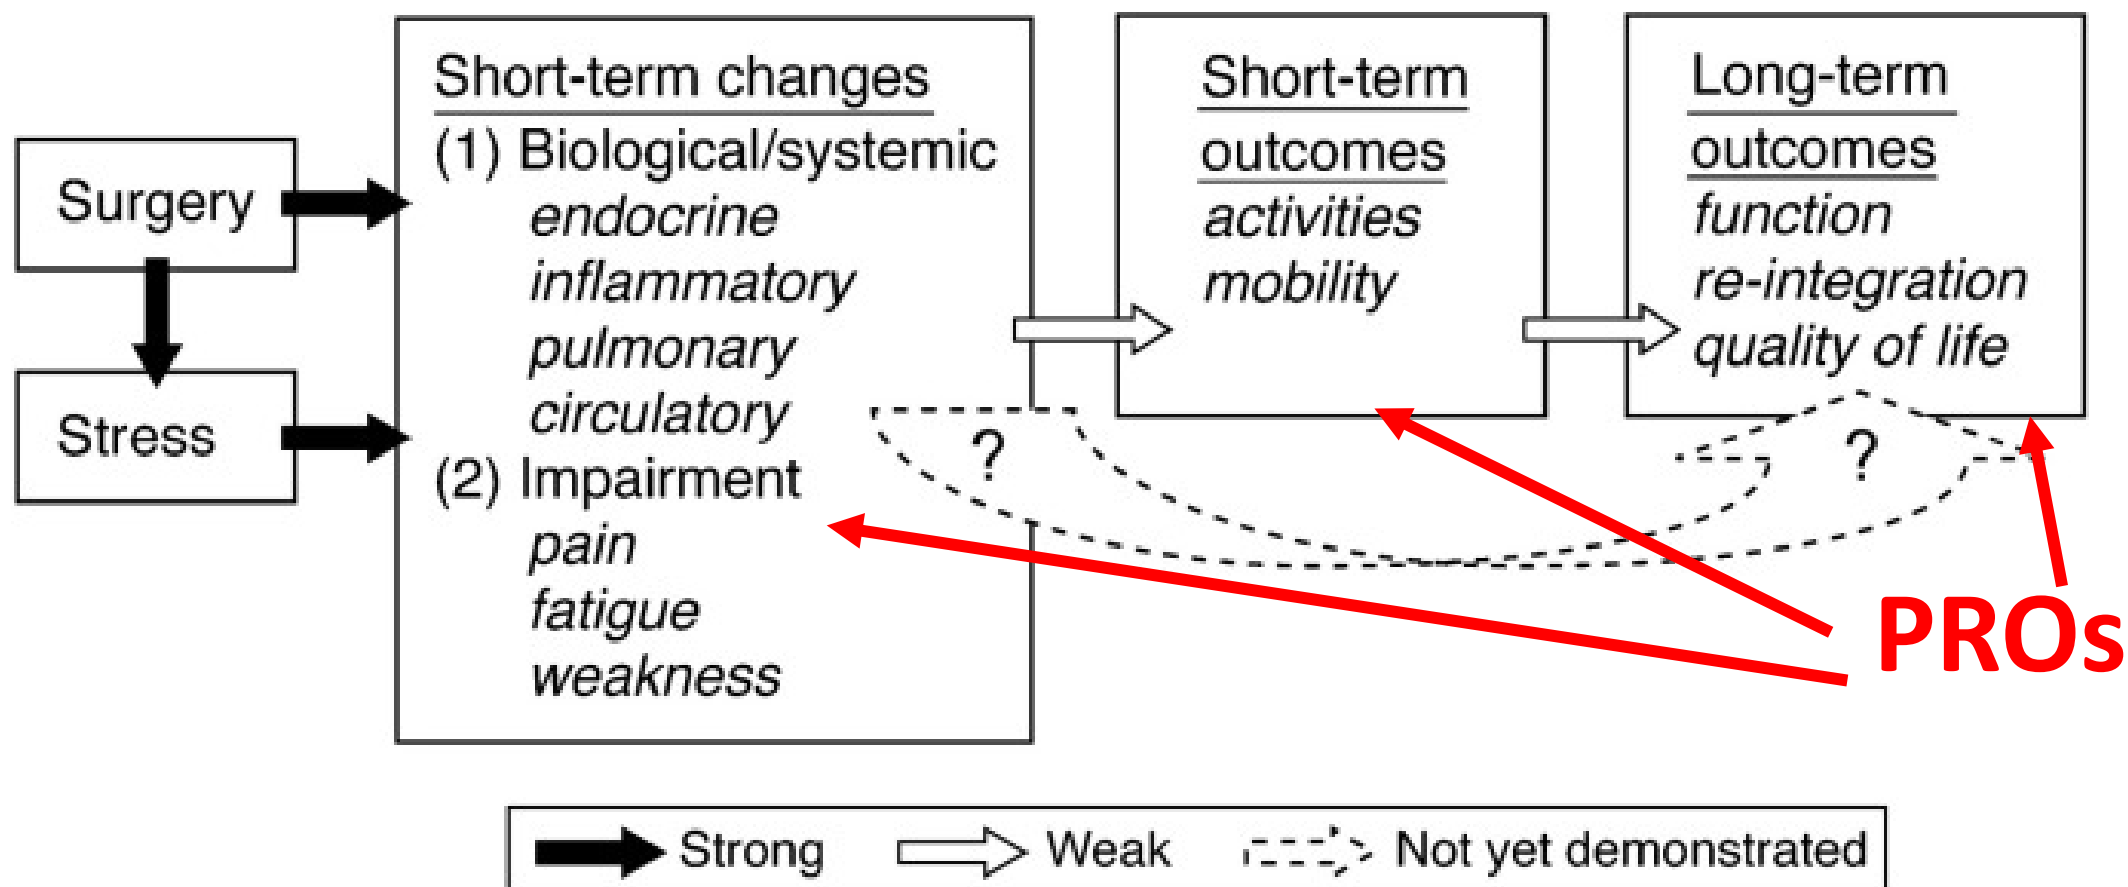 Surgery
Stress
Short-term changes
(1) Biological/systemic
endocrine
inflammatory
pulmonary
circulatory
(2) Impairment
pain
fatigue
weakness
Short-term
outcomes
activities
mobility
Long-term
outcomes
function
re-integration
quality of life
?
?
PROs
Strong
Weak
Not yet demonstrated